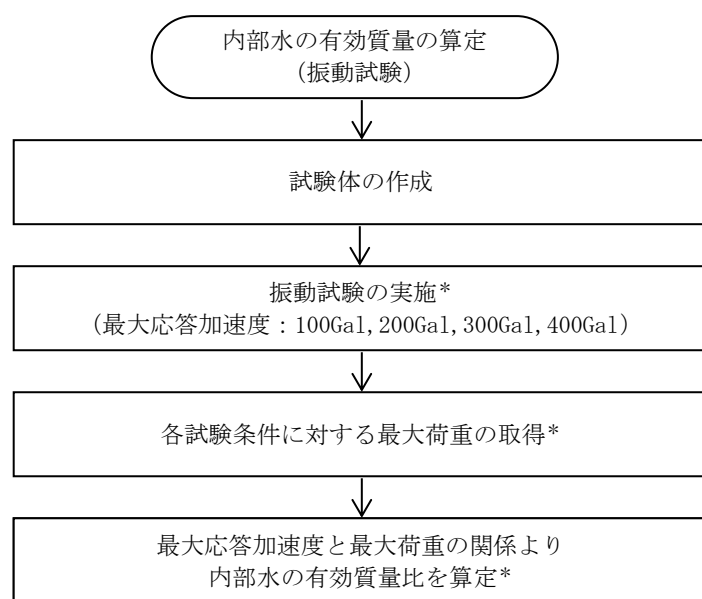 内部水の有効質量の算定
(振動試験)
試験体の作成
振動試験の実施*
(最大応答加速度：100Gal,200Gal,300Gal,400Gal)
各試験条件に対する最大荷重の取得*
最大応答加速度と最大荷重の関係より
内部水の有効質量比を算定*